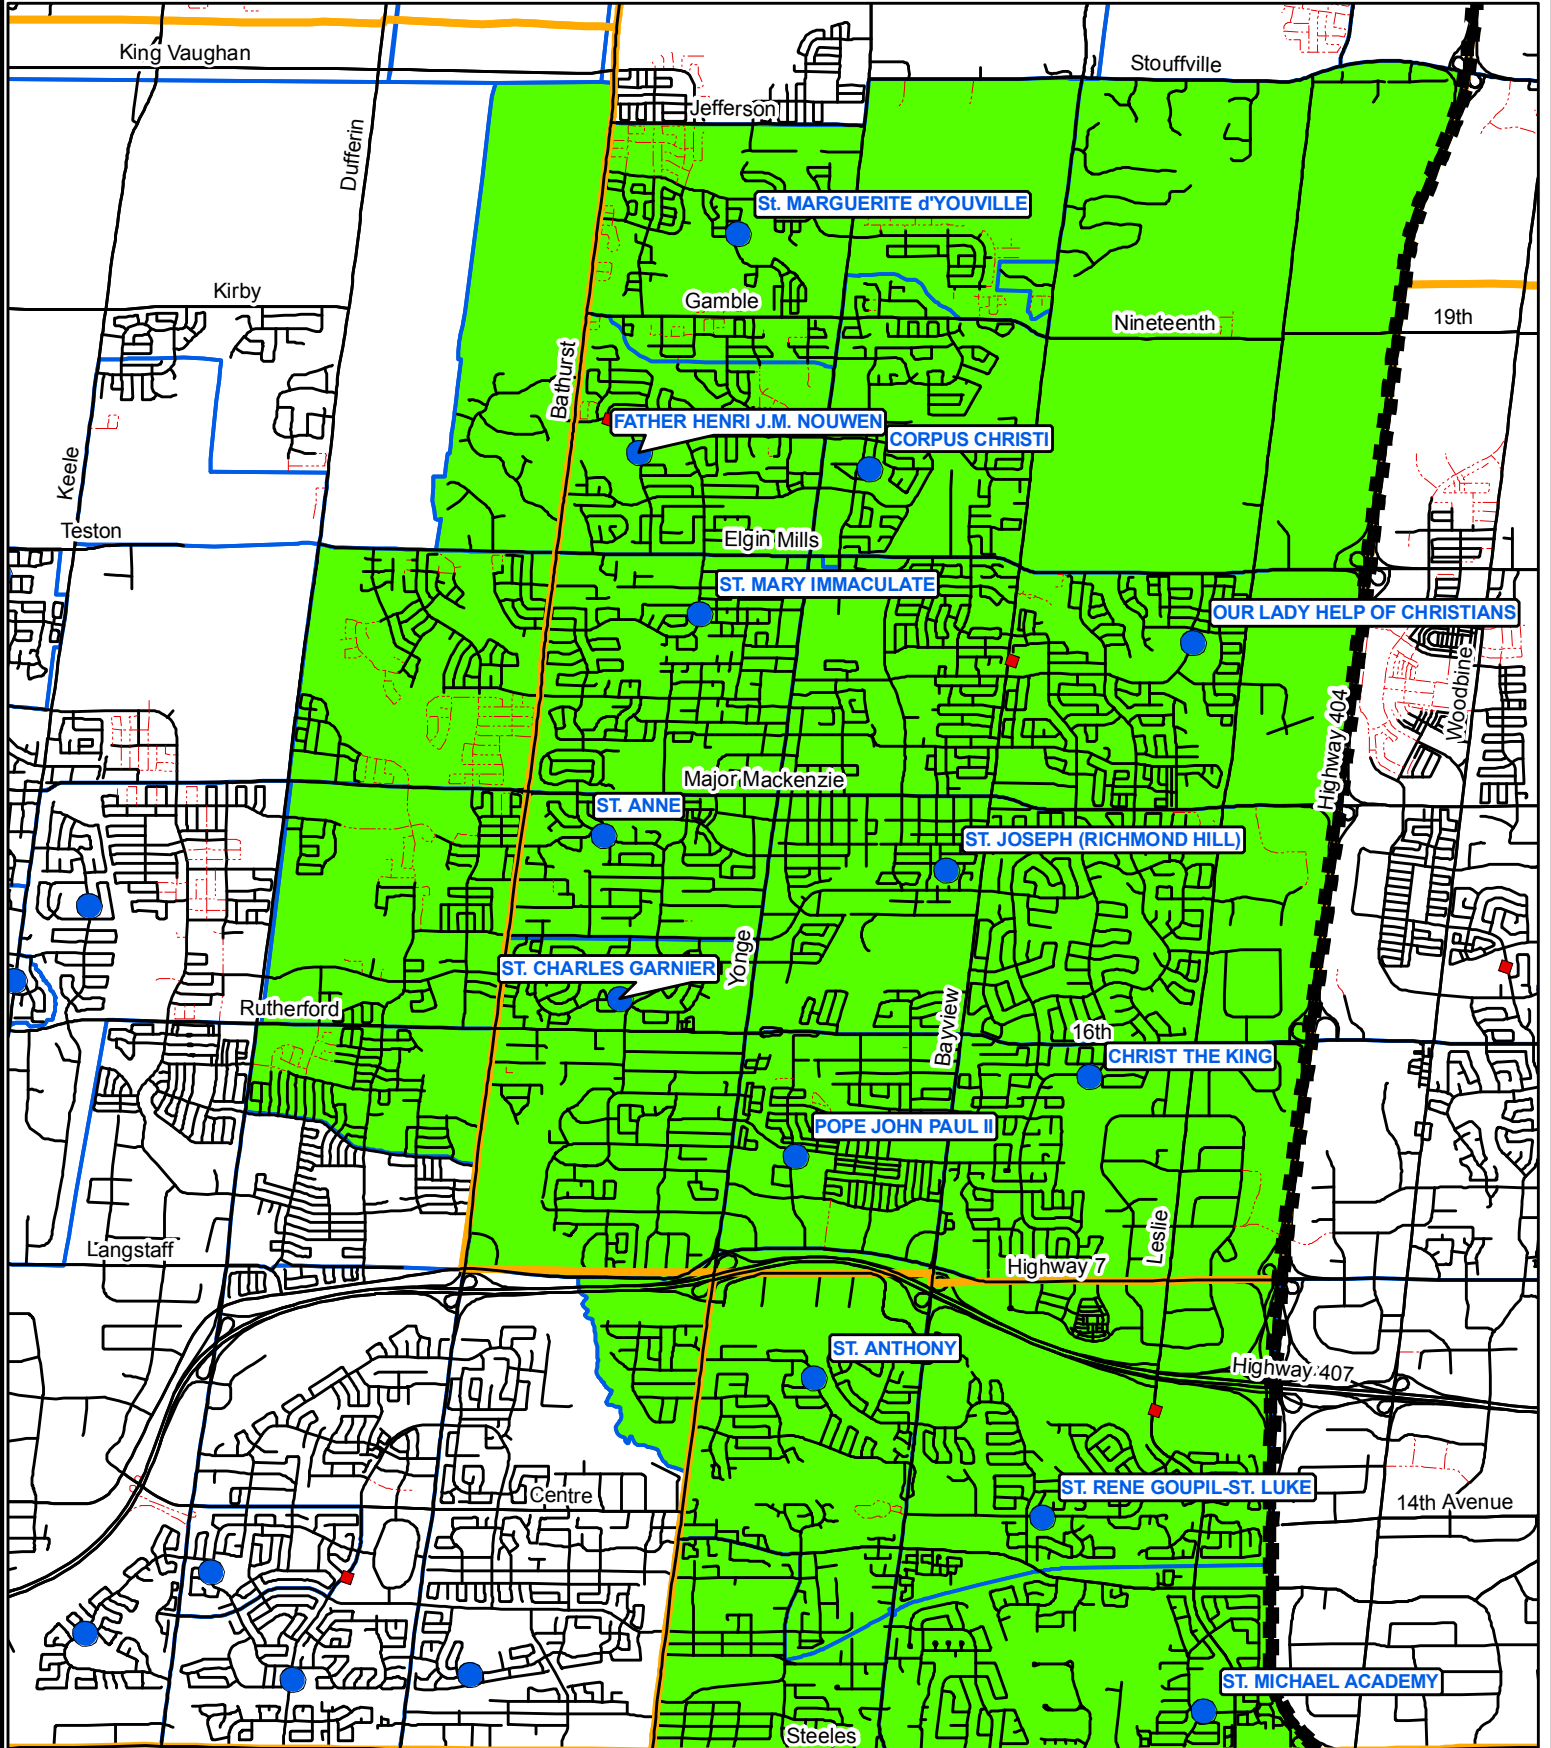 King Vaughan
Stouffville
Jefferson
Dufferin
St. MARGUERITE d'YOUVILLE
Kirby
Gamble
Nineteenth
19th
Bathurst
FATHER HENRI J.M. NOUWEN
CORPUS CHRISTI
Keele
Teston
Elgin Mills
ST. MARY IMMACULATE
OUR LADY HELP OF CHRISTIANS
Woodbine
Highway 404
Major Mackenzie
ST. ANNE
ST. JOSEPH (RICHMOND HILL)
Yonge
ST. CHARLES GARNIER
Rutherford
Bayview
16th
CHRIST THE KING
POPE JOHN PAUL II
Leslie
Langstaff
Highway 7
ST. ANTHONY
Highway 407
ST. RENE GOUPIL-ST. LUKE
Centre
14th Avenue
ST. MICHAEL ACADEMY
Steeles